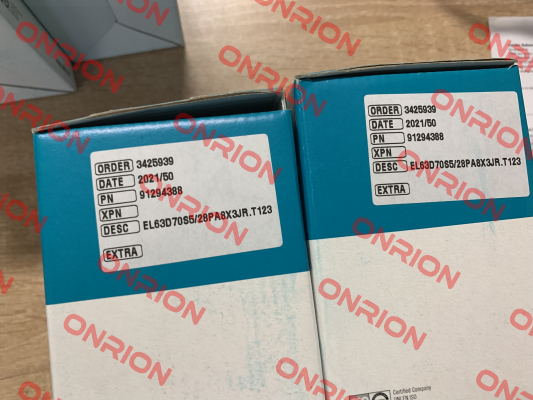 ORDER 3425939
DATE 2021/50
PN 91294388
XPN
DESC EL63D70S5/28PA8X3JR.T123
EXTRA
ORDER 3425939
DATE 2021/50
PN 91294388
XPN
DESC EL63D70S5/28PA8X3JR.T123
EXTRA
Certified Company
ONRION
ONRION
ONRION
ONRION
ONRION
ONRION
ONRION
ONRION
ONRION
ONRION
ONRION